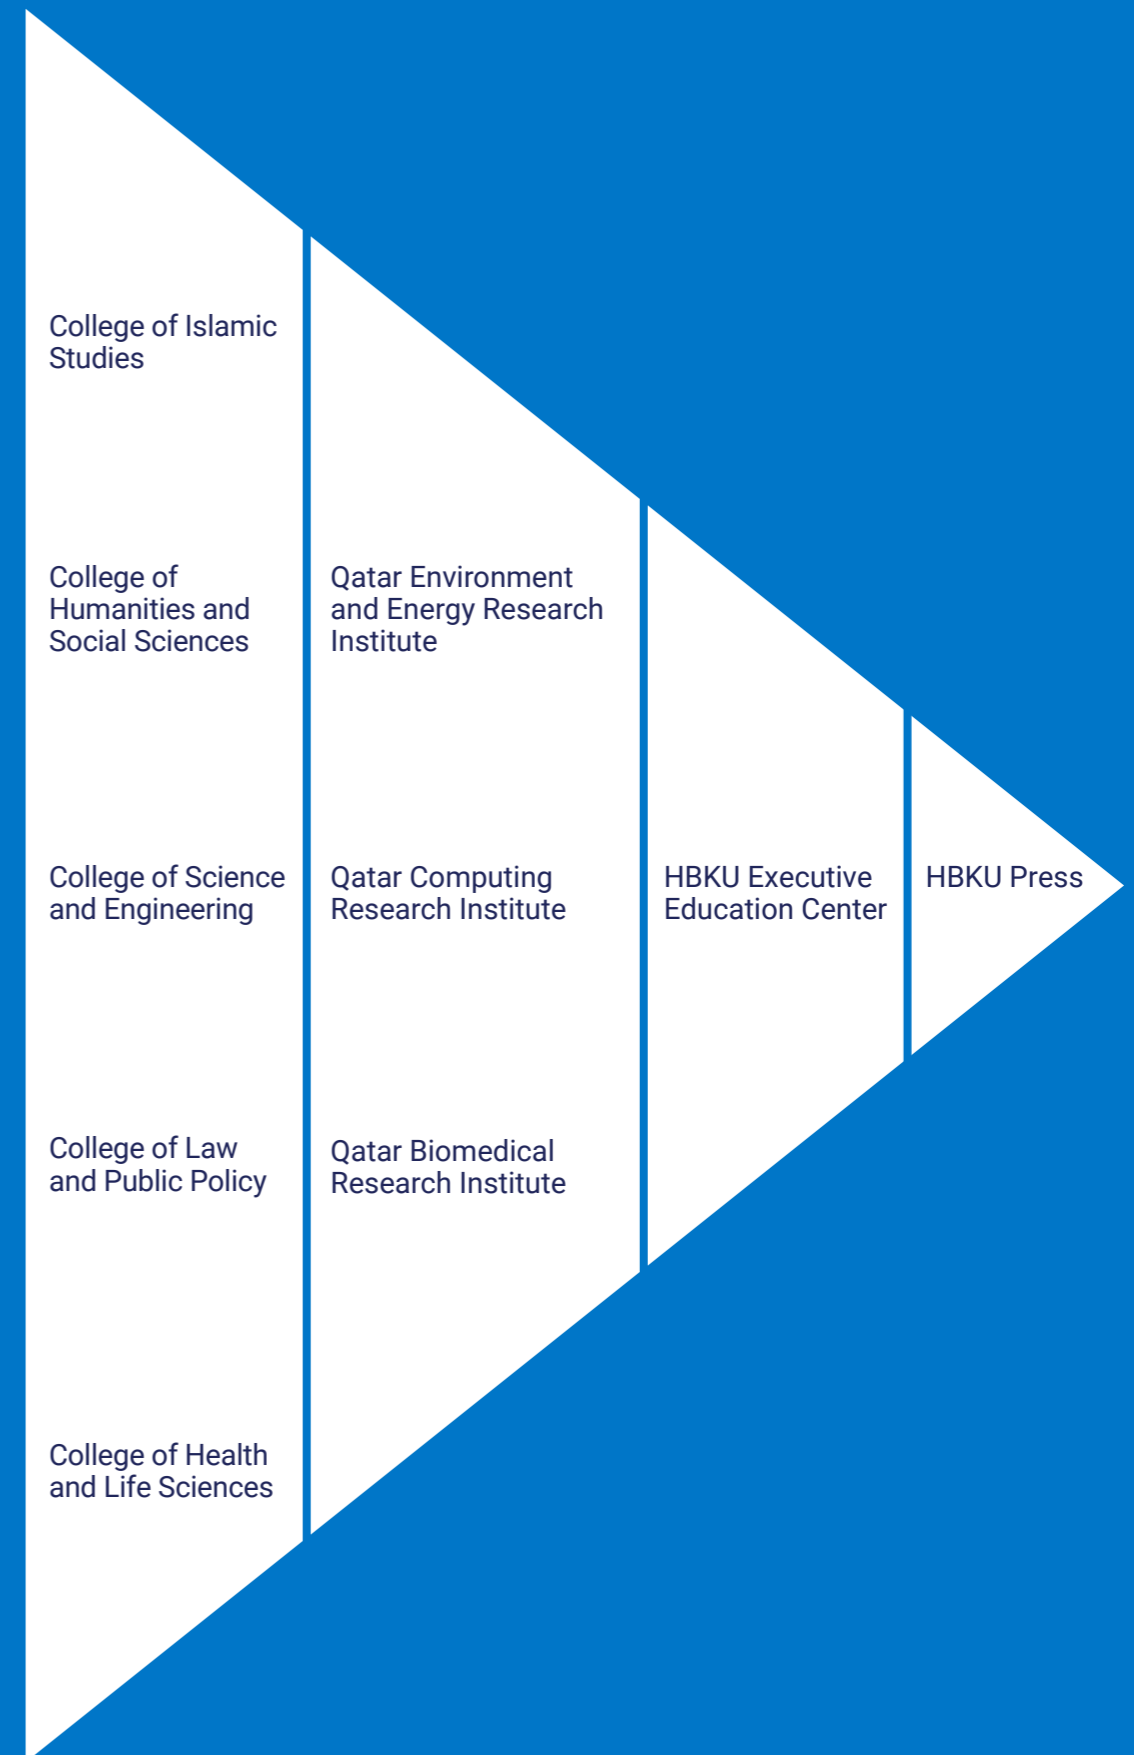 College of Islamic
Studies
College of
Humanities and
Social Sciences
College of Science
and Engineering
College of Law
and Public Policy
College of Health
and Life Sciences
Qatar Environment
and Energy Research
Institute
Qatar Computing
Research Institute
Qatar Biomedical
Research Institute
HBKU Executive
Education Center
HBKU Press